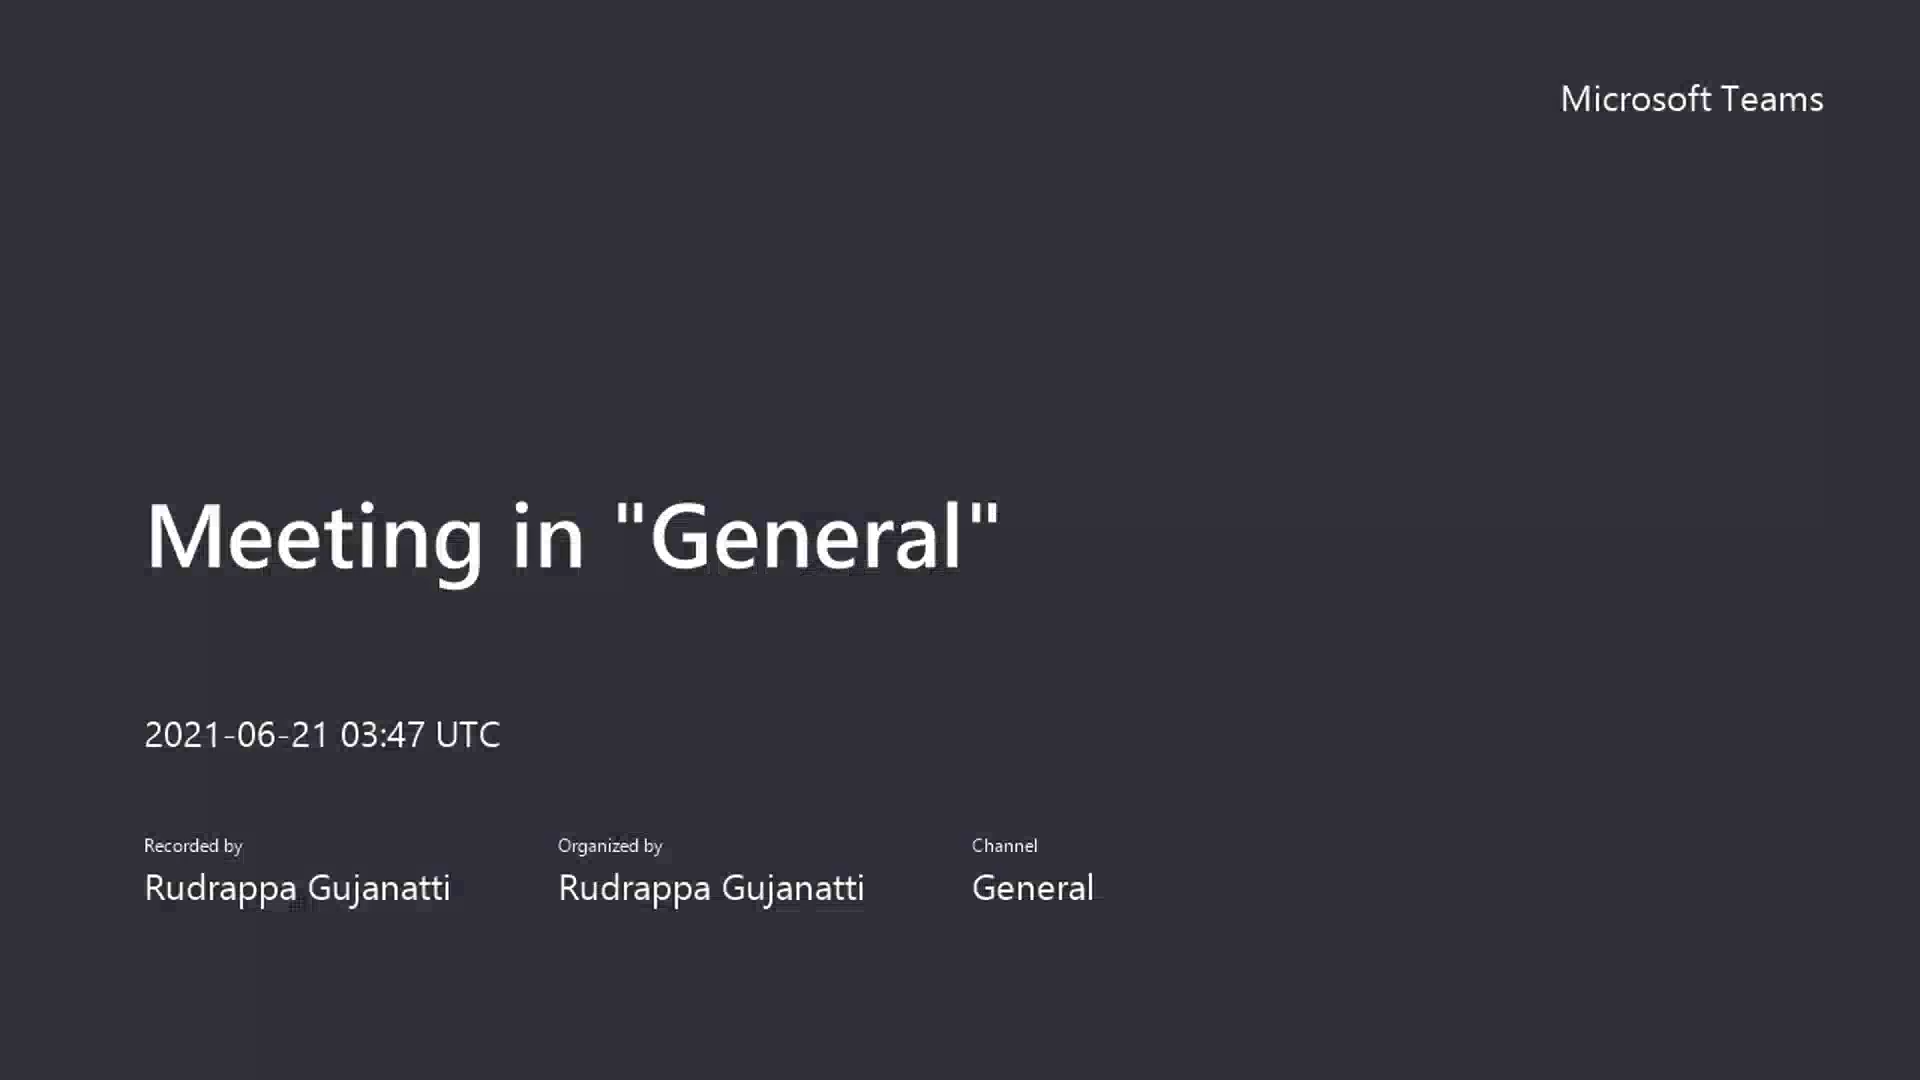 Microsoft Teams
Meeting in "General"
2021-06-21 03:47 UTC
Recorded by
Rudrappa Gujanatti
Organized by
Rudrappa Gujanatti
Channel
General